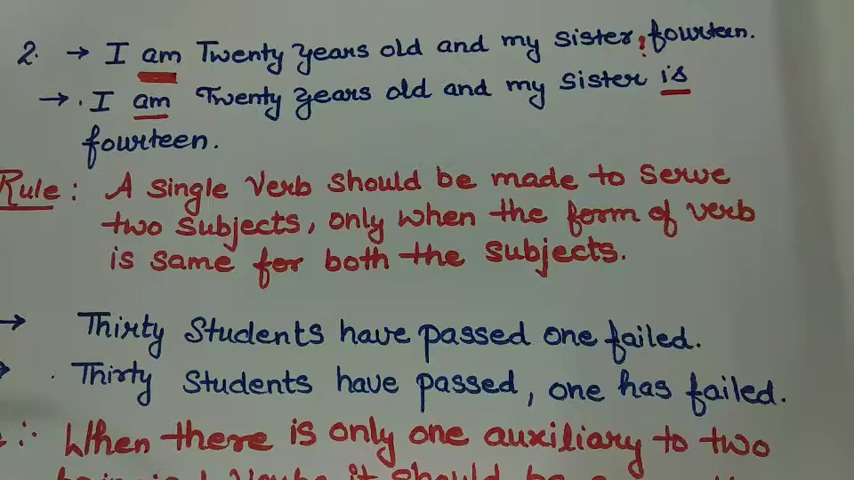 2. → I am Twenty years old and my sister, fourteen.
→ . I am Twenty years old and my sister is
fourteen.
Rule: A single verb should be made to serve
two subjects, only when the form of verb
is same for both the subjects.
→ Thirty Students have passed one failed.
. Thirty Students have passed, one has failed.
:. When there is only one auxiliary to two
it should be